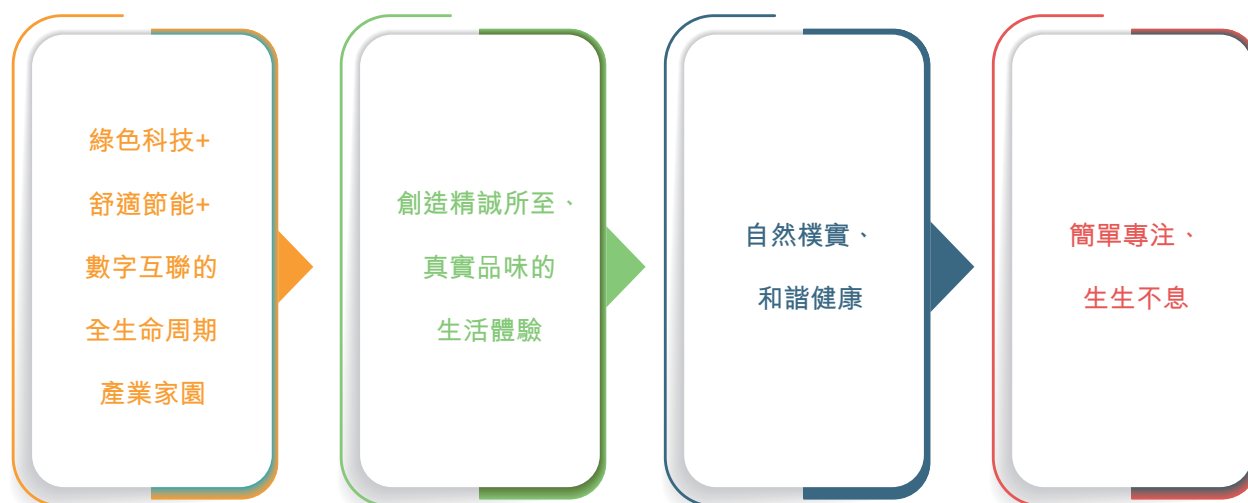 綠色科技+
舒適節能+
數字互聯的
全生命周期
產業家園
創造精誠所至、
真實品味的
生活體驗
自然樸實、
和諧健康
簡單專注、
生生不息